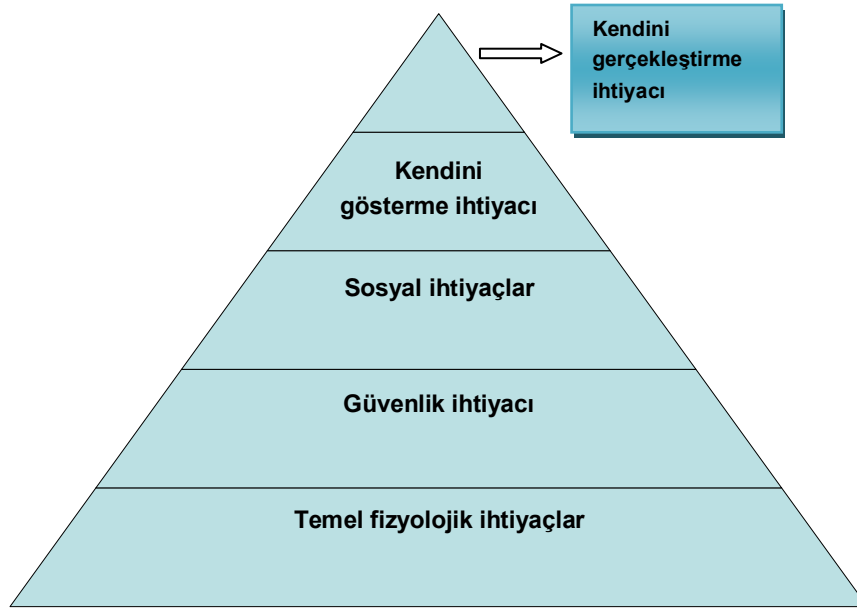 Kendini
gerçekleştirme
ihtiyacı
Kendini
gösterme ihtiyacı
Sosyal ihtiyaçlar
Güvenlik ihtiyacı
Temel fizyolojik ihtiyaçlar